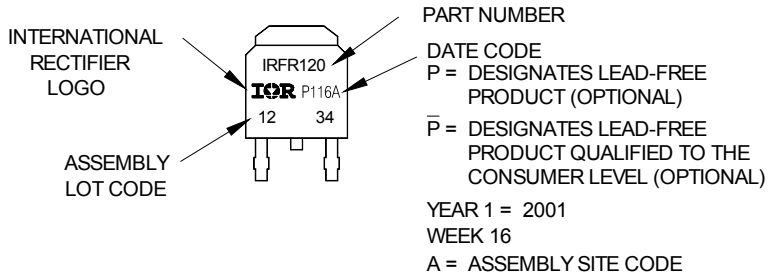 INTERNATIONAL
RECTIFIER
LOGO
ASSEMBLY
LOT CODE
IRFR120
IOR P116A
12 34
PART NUMBER
DATE CODE
P = DESIGNATES LEAD-FREE
PRODUCT (OPTIONAL)
P̅ = DESIGNATES LEAD-FREE
PRODUCT QUALIFIED TO THE
CONSUMER LEVEL (OPTIONAL)
YEAR 1 = 2001
WEEK 16
A = ASSEMBLY SITE CODE